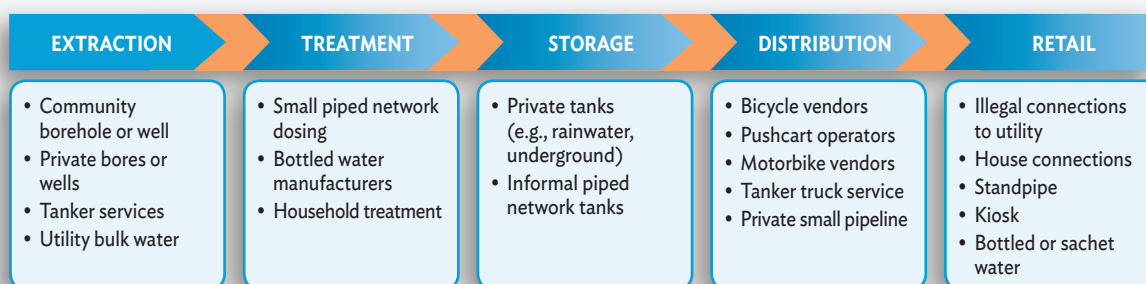 EXTRACTION
TREATMENT
STORAGE
DISTRIBUTION
RETAIL
• Community
borehole or well
• Private bores or
wells
• Tanker services
• Utility bulk water
• Small piped network
dosing
• Bottled water
manufacturers
• Household treatment
• Private tanks
(e.g., rainwater,
underground)
• Informal piped
network tanks
• Bicycle vendors
• Pushcart operators
• Motorbike vendors
• Tanker truck service
• Private small pipeline
• Illegal connections
to utility
• House connections
• Standpipe
• Kiosk
• Bottled or sachet
water